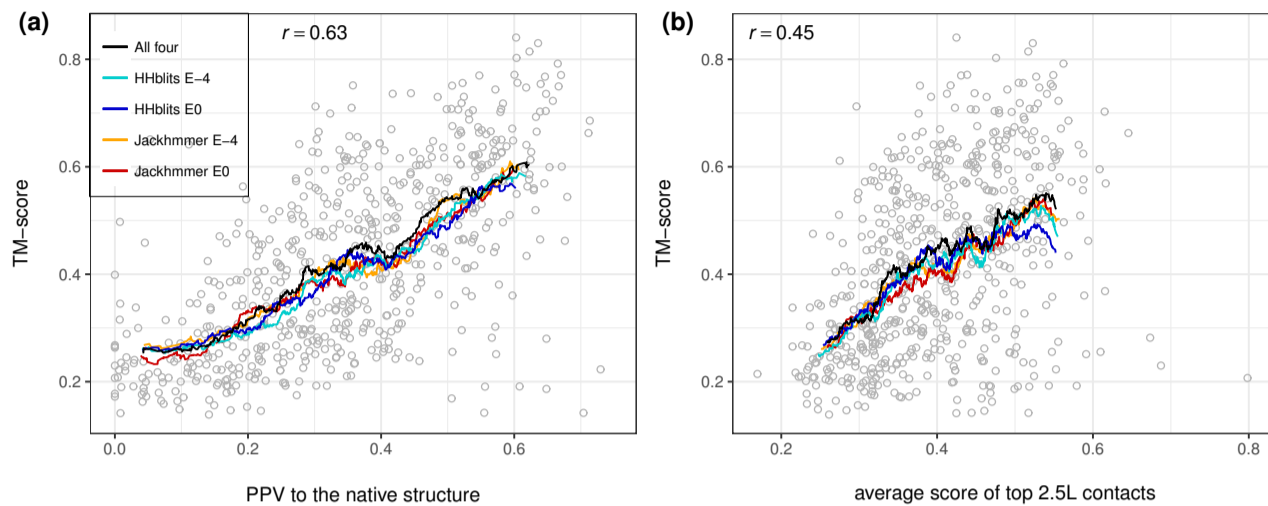 (a)
r = 0.63
All four
HHblits E−4
HHblits E0
Jackhmmer E−4
Jackhmmer E0
TM−score
0.8
0.6
0.4
0.2
0.0 0.2 0.4 0.6
PPV to the native structure
(b)
r = 0.45
TM−score
0.8
0.6
0.4
0.2
0.2 0.4 0.6 0.8
average score of top 2.5L contacts